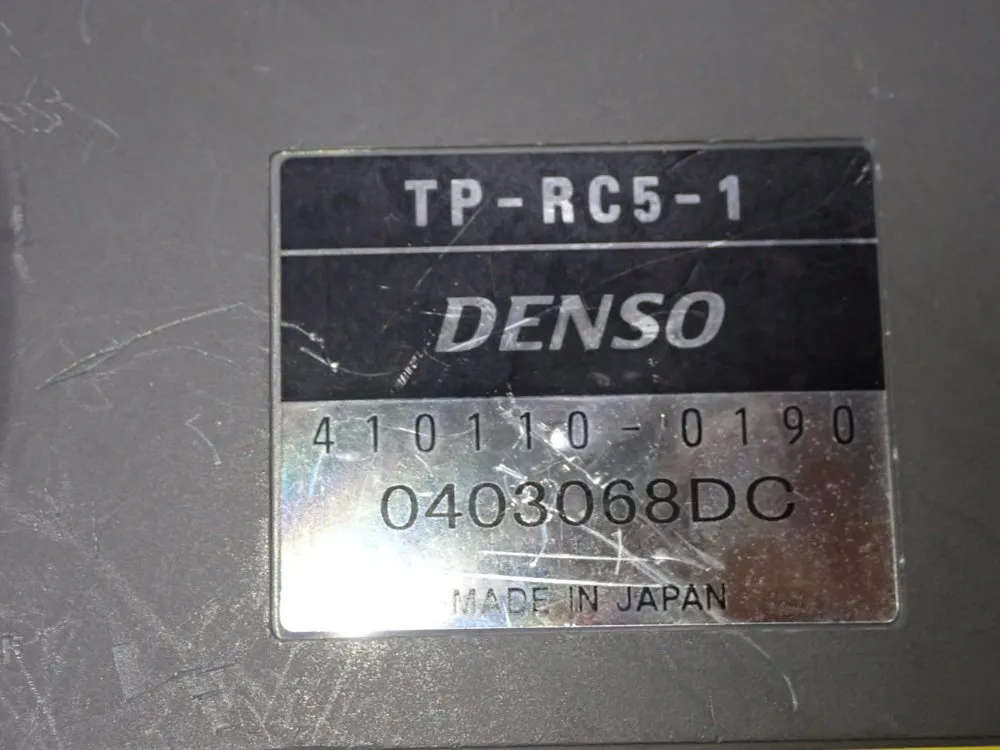 TP-RC5-1
DENSO
410110-0190
0403068DC
MADE IN JAPAN